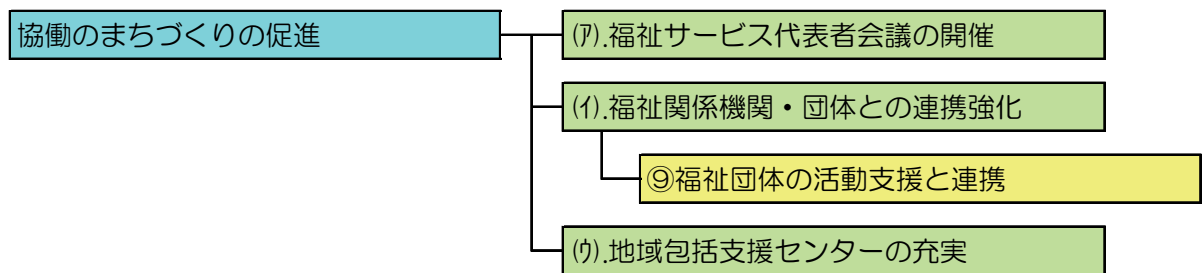 協働のまちづくりの促進
㈠.福祉サービス代表者会議の開催
(ｲ).福祉関係機関・団体との連携強化
⑨福祉団体の活動支援と連携
(ｳ).地域包括支援センターの充実